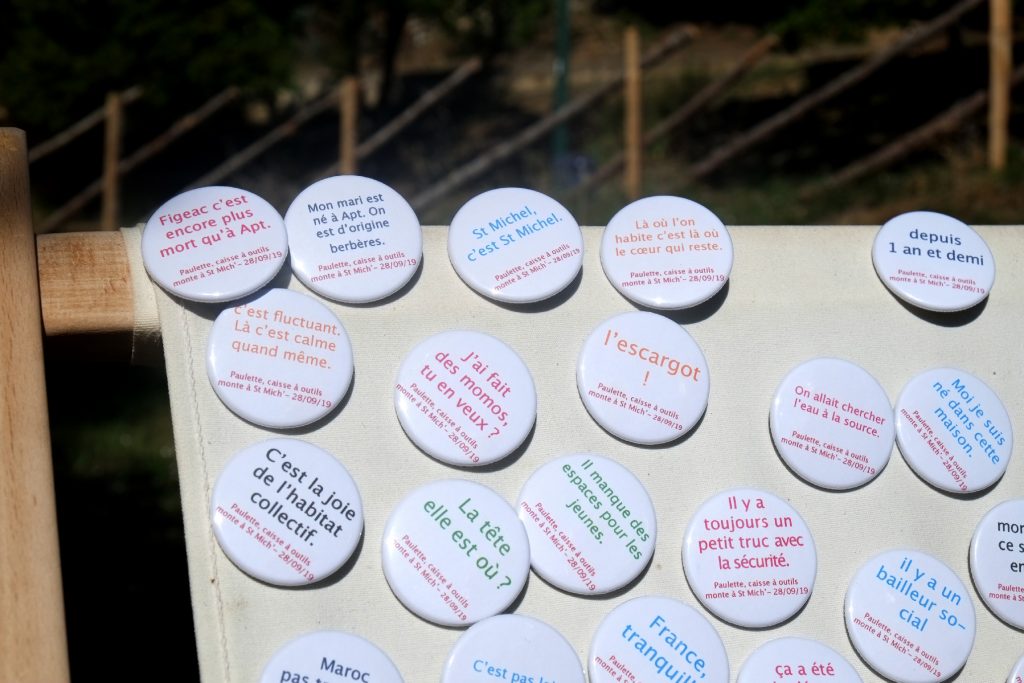 Figeac c'est
encore plus
mort qu'à Apt.
Paulette, caisse à outils
monte à St Mich' - 28/09/19
Mon mari est
né à Apt. On
est d'origine
berbères.
Paulette, caisse à outils
monte à St Mich'- 28/09/19
St Michel,
c'est St Michel.
Paulette, caisse à outils
monte à St Mich'- 28/09/19
Là où l'on
habite c'est là où
le cœur qui reste.
Paulette, caisse à outils
monte à St Mich'- 28/09/19
depuis
1 an et demi
Paulette, caisse à outils
monte à St Mich'- 28/09/19
c'est fluctuant.
Là c'est calme
quand même.
Paulette, caisse à outils
monte à St Mich'- 28/09/19
J'ai fait
des momos,
tu en veux ?
Paulette, caisse à outils
monte à St Mich'- 28/09/19
l'escargot
!
Paulette, caisse à outils
monte à St Mich'- 28/09/19
On allait chercher
l'eau à la source.
Paulette, caisse à outils
monte à St Mich'- 28/09/19
Moi je suis
né dans cette
maison.
Paulette, caisse à outils
monte à St Mich'- 28/09/19
C'est la joie
de l'habitat
collectif.
Paulette, caisse à outils
monte à St Mich'- 28/09/19
La tête
elle est où ?
Paulette, caisse à outils
monte à St Mich'- 28/09/19
Il manque des
espaces pour les
jeunes.
Paulette, caisse à outils
monte à St Mich'- 28/09/19
Il y a
toujours un
petit truc avec
la sécurité.
Paulette, caisse à outils
monte à St Mich'- 28/09/19
il y a un
bailleur so-
cial
Paulette, caisse à outils
monte à St Mich'- 28/09/19
ce s
Maroc
pas
C'est pas
France,
tranquil
Paulette,
monte à St
ça a été